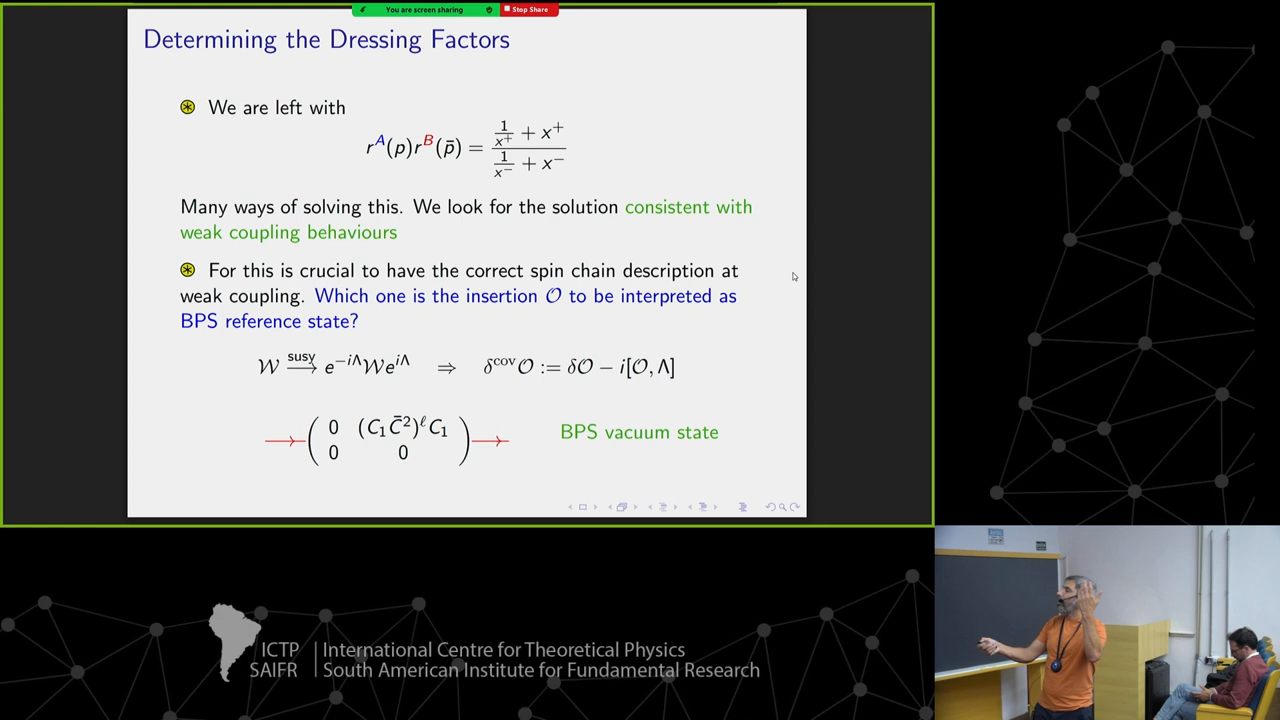 You are screen sharing
Stop Share
Determining the Dressing Factors
We are left with
r^A(p)r^B(p̄) = (1/x⁺ + x⁺)/(1/x⁻ + x⁻)
Many ways of solving this. We look for the solution consistent with
weak coupling behaviours
For this is crucial to have the correct spin chain description at
weak coupling. Which one is the insertion 𝒪 to be interpreted as
BPS reference state?
𝒲 susy⟶ e^{-iΛ}𝒲e^{iΛ} ⇒ δ^{cov}𝒪 := δ𝒪 − i[𝒪, Λ]
( 0 (C₁C̄²)^ℓ C₁
0 0 )
BPS vacuum state
ICTP
SAIFR
International Centre for Theoretical Physics
South American Institute for Fundamental Research